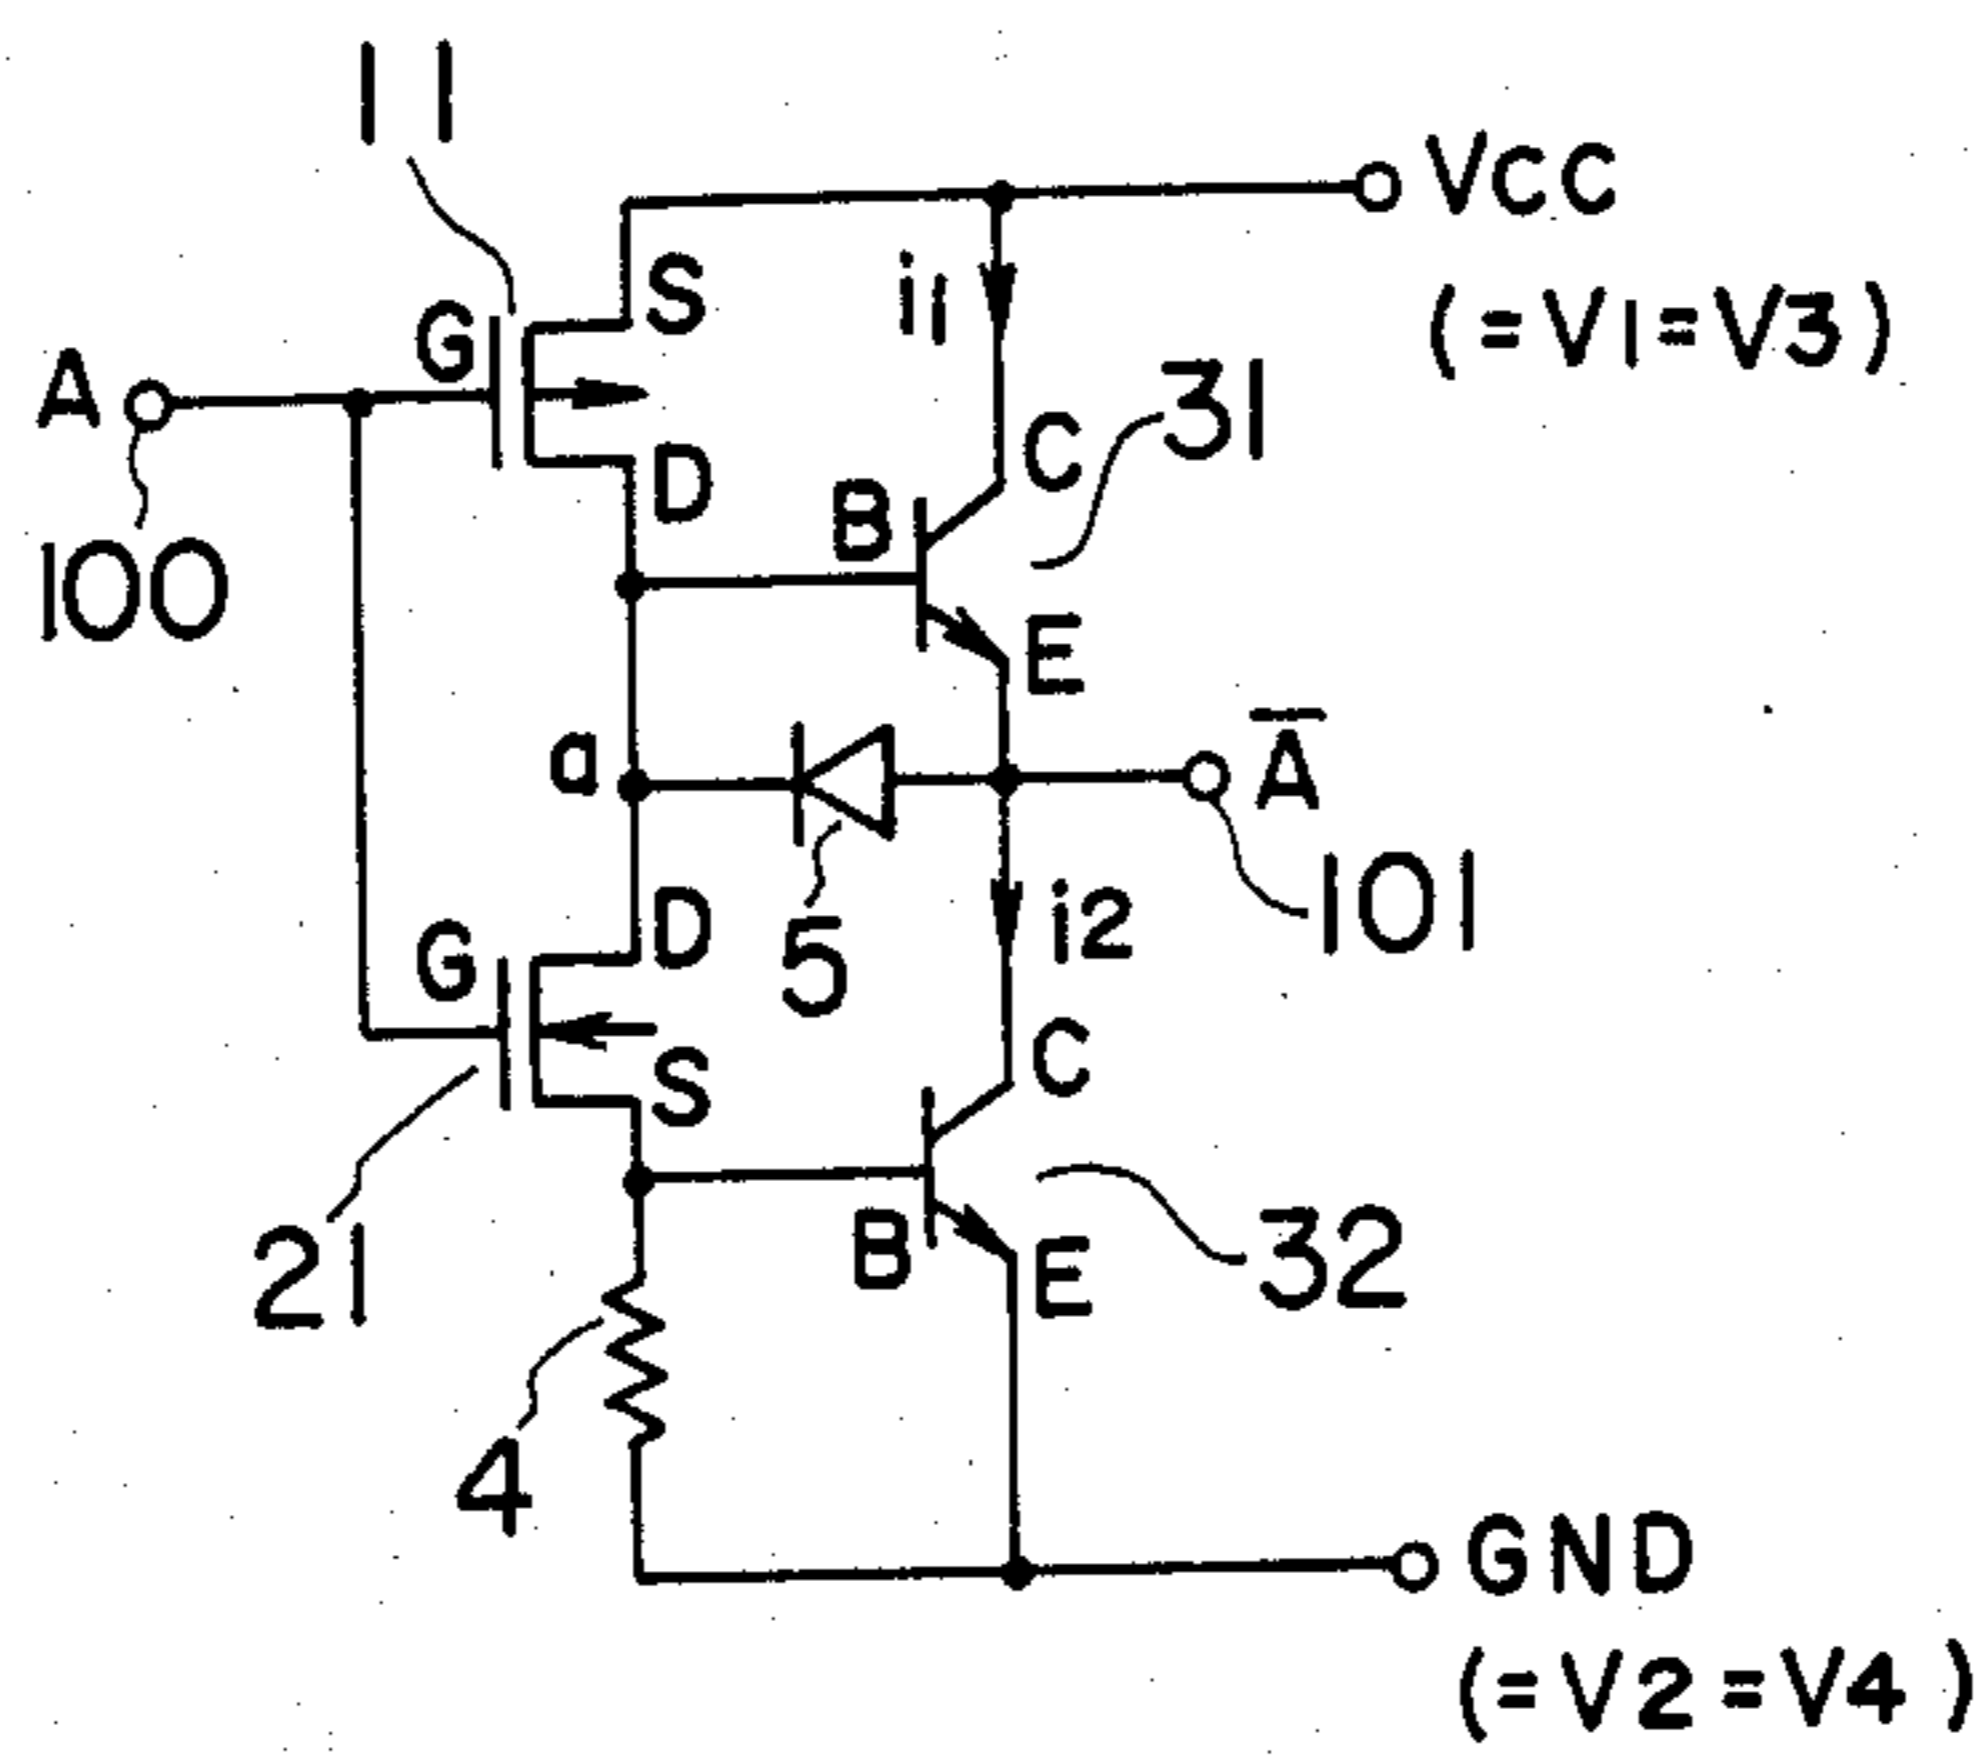 11
VCC
S
i1
(=V1=V3)
G
A
31
C
D
B
100
E
A̅
a
D
101
G
5
i2
C
S
21
B
E
32
4
GND
(=V2=V4)